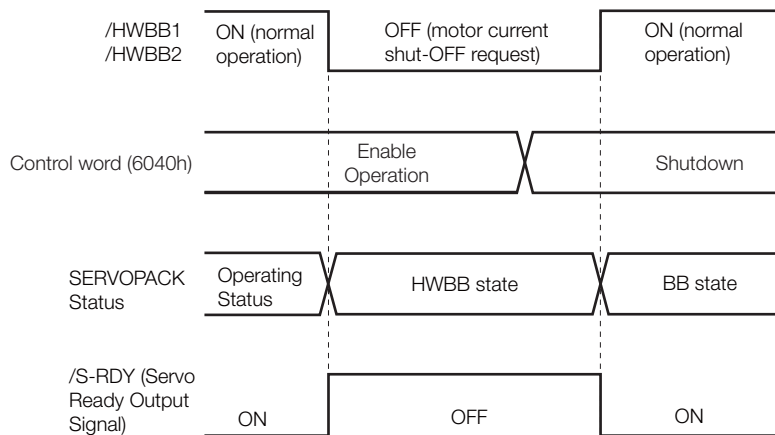 /HWBB1
/HWBB2
ON (normal
operation)
OFF (motor current
shut-OFF request)
ON (normal
operation)
Control word (6040h)
Enable
Operation
Shutdown
SERVOPACK
Status
Operating
Status
HWBB state
BB state
/S-RDY (Servo
Ready Output
Signal)
ON
OFF
ON